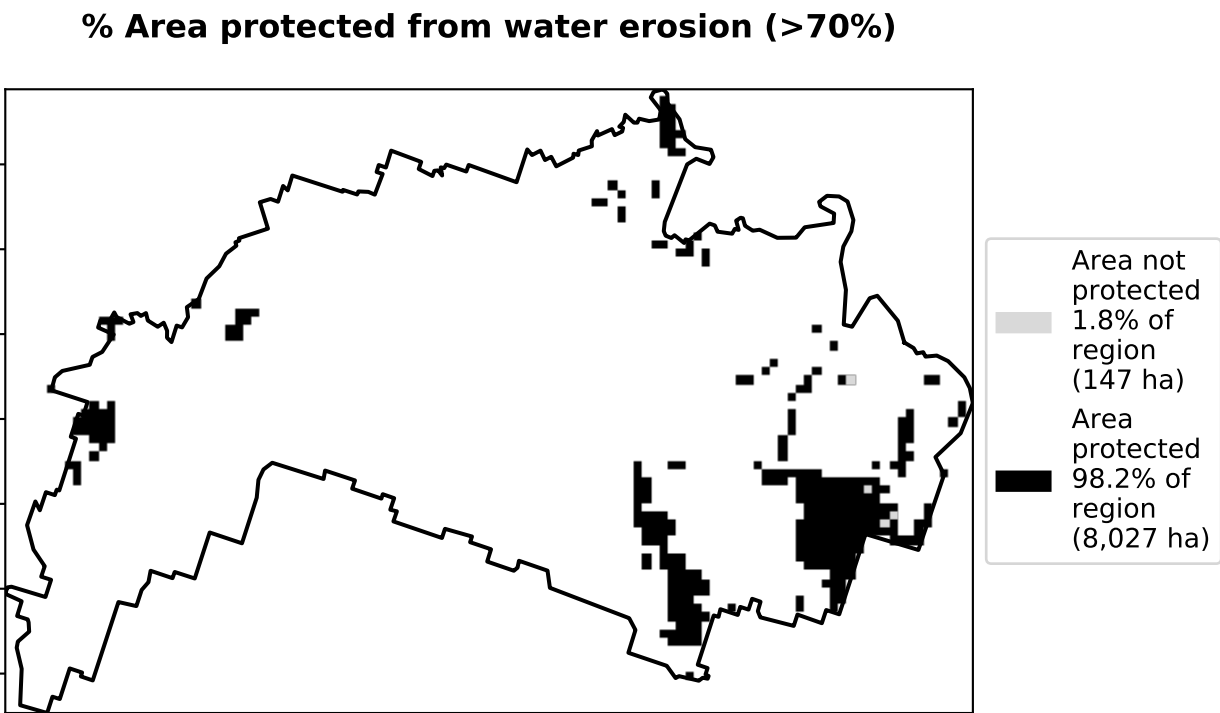 % Area protected from water erosion (>70%)
Area not
protected
1.8% of
region
(147 ha)
Area
protected
98.2% of
region
(8,027 ha)